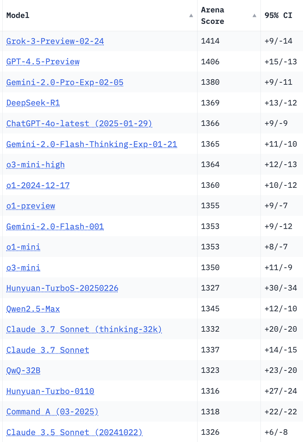 Model ▲ Arena Score ▲ 95% CI
Grok-3-Preview-02-24 1414 +9/-14
GPT-4.5-Preview 1406 +15/-13
Gemini-2.0-Pro-Exp-02-05 1380 +9/-11
DeepSeek-R1 1369 +13/-12
ChatGPT-4o-latest (2025-01-29) 1366 +9/-9
Gemini-2.0-Flash-Thinking-Exp-01-21 1365 +11/-10
o3-mini-high 1364 +12/-13
o1-2024-12-17 1360 +10/-12
o1-preview 1355 +9/-7
Gemini-2.0-Flash-001 1353 +9/-12
o1-mini 1353 +8/-7
o3-mini 1350 +11/-9
Hunyuan-TurboS-20250226 1327 +30/-34
Qwen2.5-Max 1345 +12/-10
Claude 3.7 Sonnet (thinking-32k) 1332 +20/-20
Claude 3.7 Sonnet 1337 +14/-15
QwQ-32B 1323 +23/-20
Hunyuan-Turbo-0110 1316 +27/-24
Command A (03-2025) 1318 +22/-22
Claude 3.5 Sonnet (20241022) 1326 +6/-8